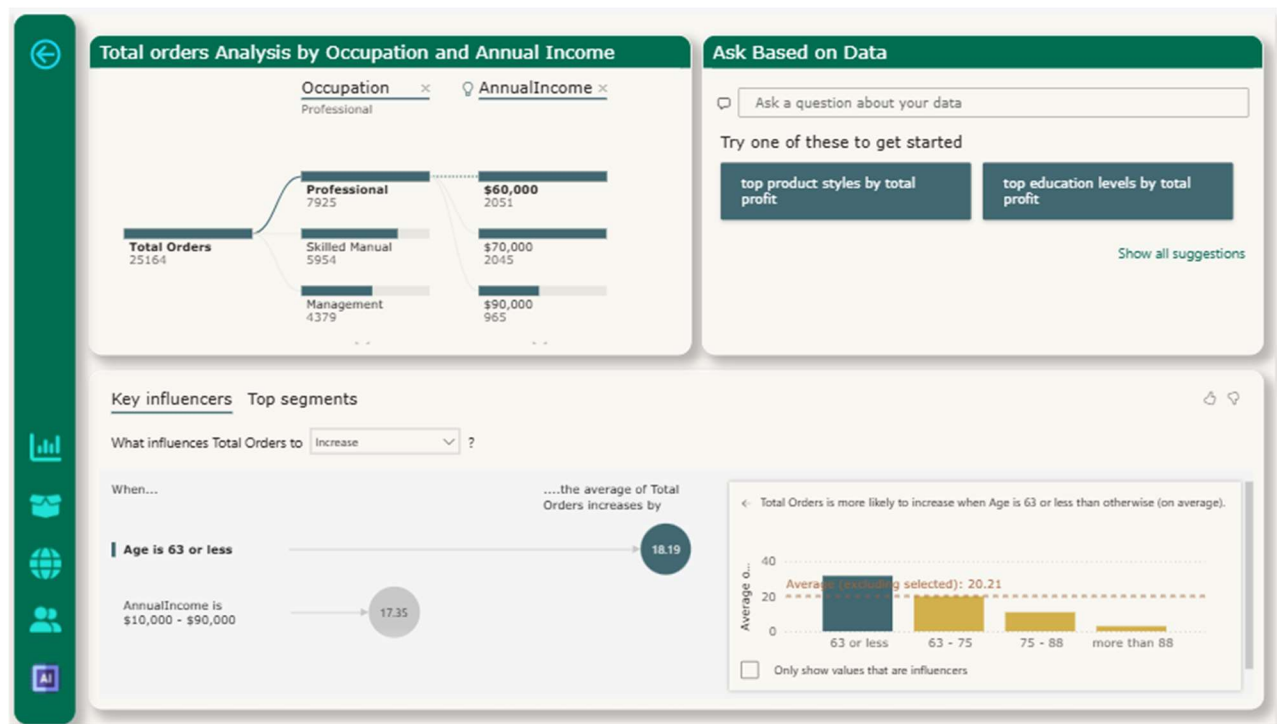 Total orders Analysis by Occupation and Annual Income
Occupation ×
Professional
AnnualIncome ×
Total Orders
25164
Professional
7925
Skilled Manual
5954
Management
4379
$60,000
2051
$70,000
2045
$90,000
965
Ask Based on Data
Ask a question about your data
Try one of these to get started
top product styles by total
profit
top education levels by total
profit
Show all suggestions
Key influencers Top segments
What influences Total Orders to Increase ?
When...
....the average of Total
Orders increases by
Age is 63 or less
18.19
AnnualIncome is
$10,000 - $90,000
17.35
Total Orders is more likely to increase when Age is 63 or less than otherwise (on average).
Average o...
40
20
0
Average (excluding selected): 20.21
63 or less
63 - 75
75 - 88
more than 88
Only show values that are influencers
AI